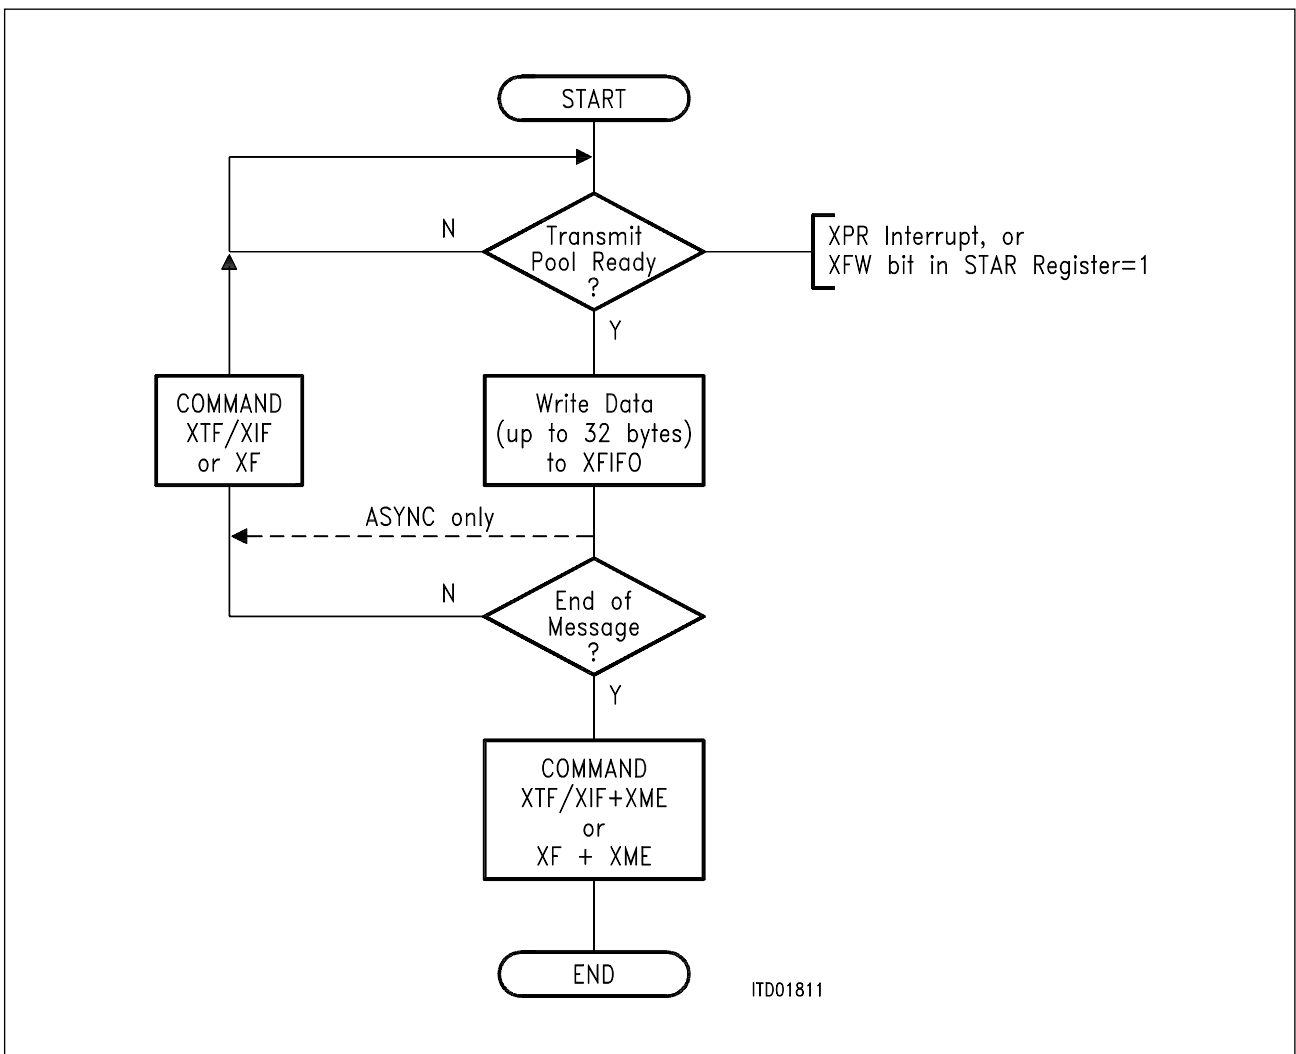 START
N
Transmit
Pool Ready
?
XPR Interrupt, or
XFW bit in STAR Register=1
Y
COMMAND
XTF/XIF
or XF
Write Data
(up to 32 bytes)
to XFIFO
ASYNC only
N
End of
Message
?
Y
COMMAND
XTF/XIF+XME
or
XF + XME
END
ITD01811